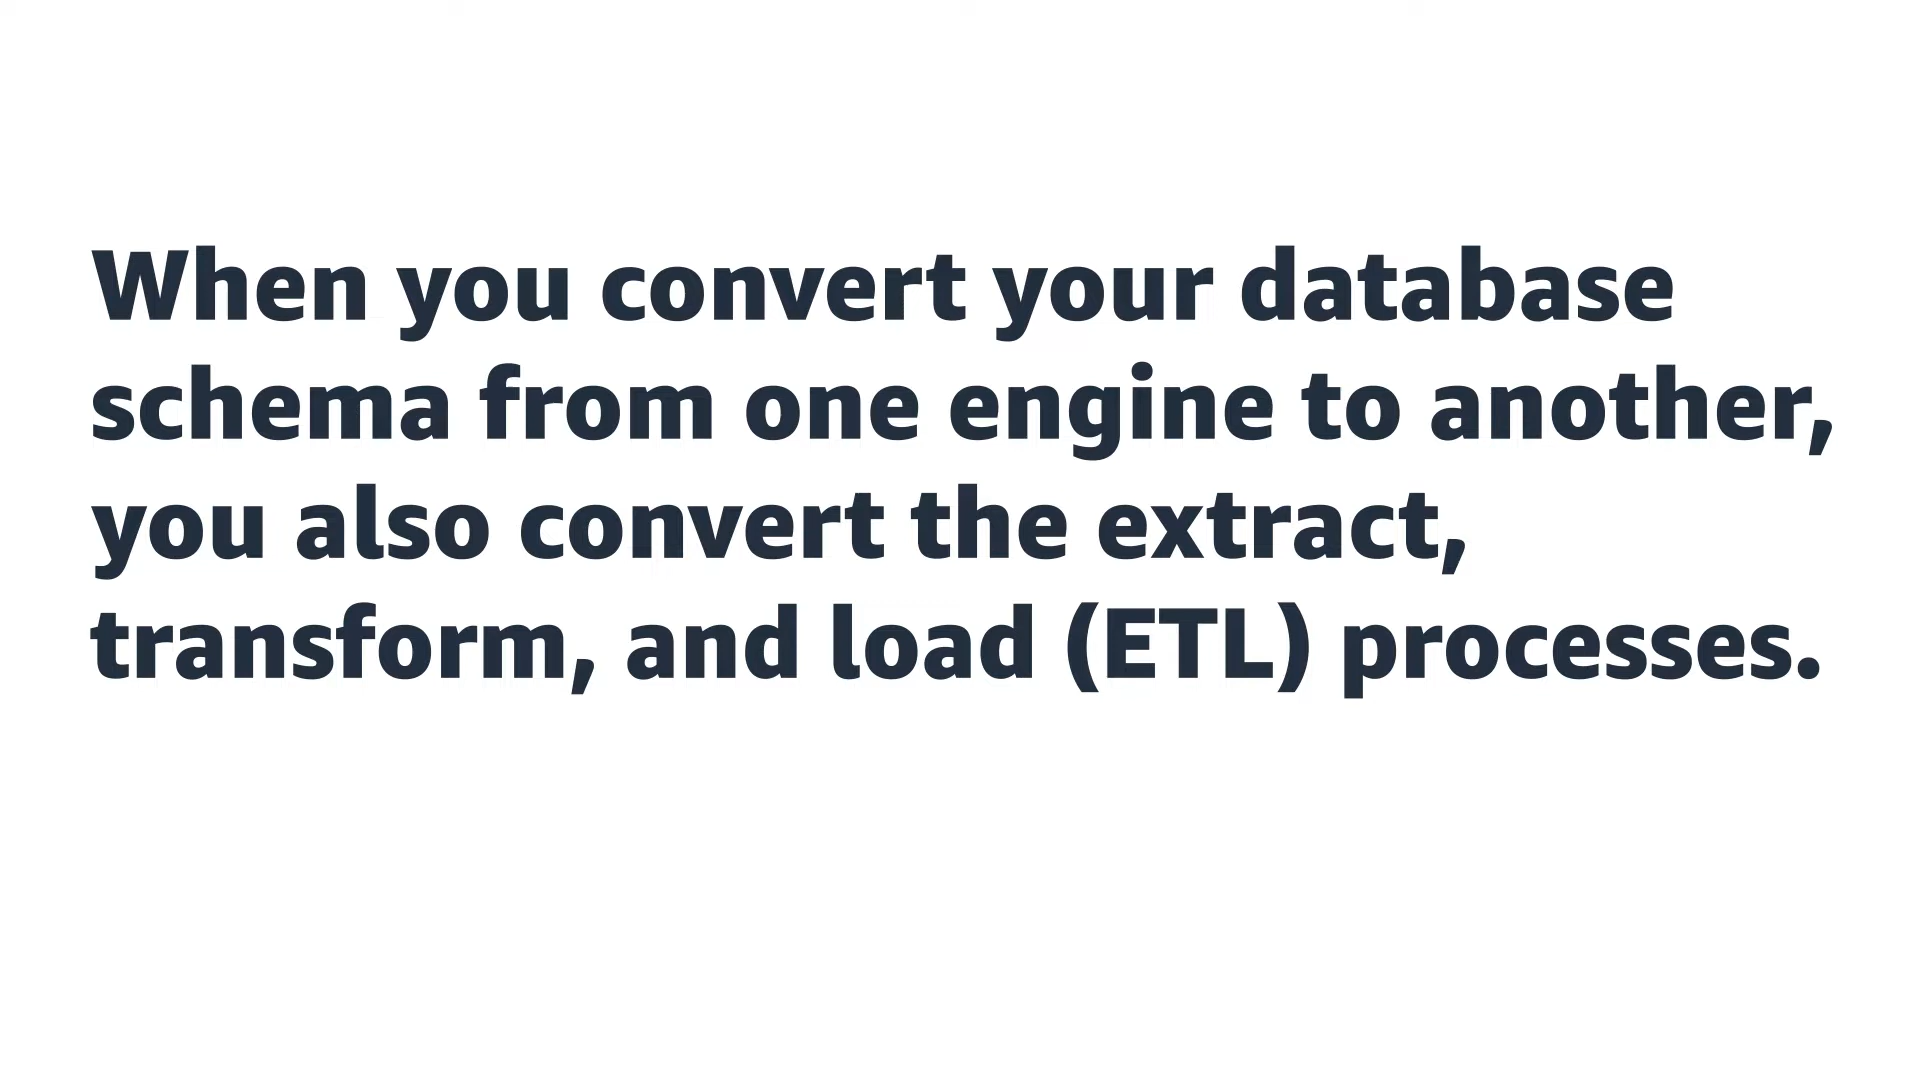 When you convert your database
schema from one engine to another,
you also convert the extract,
transform, and load (ETL) processes.